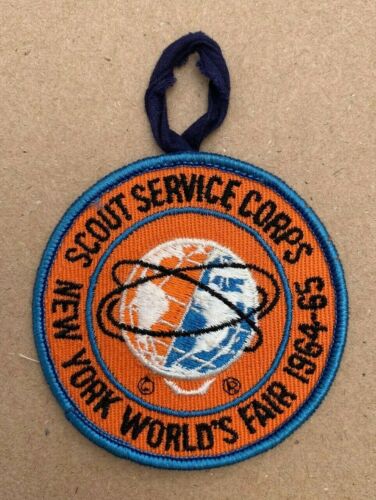 SCOUT SERVICE CORPS
NEW YORK WORLD'S FAIR 1964-65